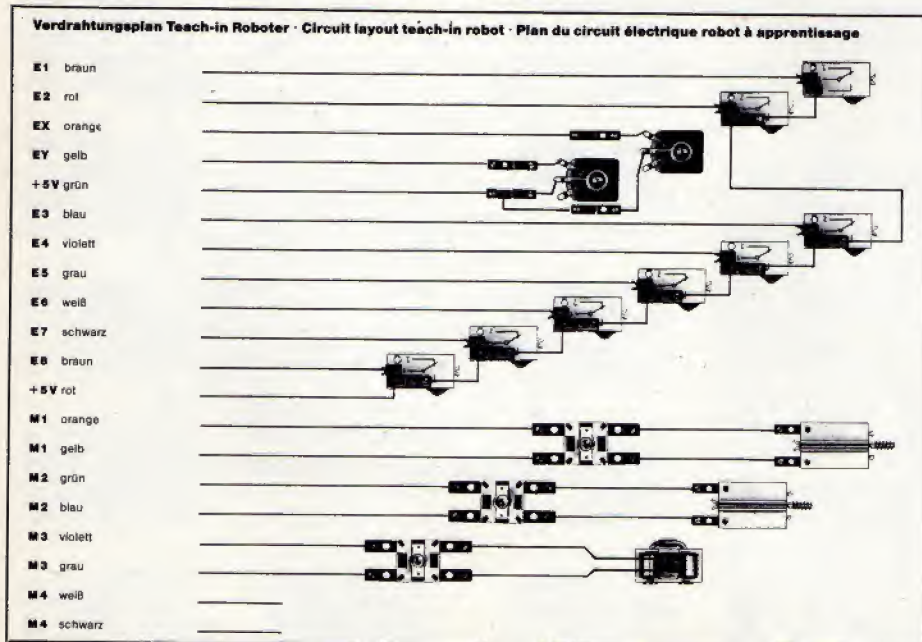 Verdrahtungsplan Teach-in Roboter · Circuit layout teach-in robot · Plan du circuit électrique robot à apprentissage
E1 braun
E2 rot
EX orange
EY gelb
+5V grün
E3 blau
E4 violett
E5 grau
E6 weiß
E7 schwarz
E8 braun
+5V rot
M1 orange
M1 gelb
M2 grün
M2 blau
M3 violett
M3 grau
M4 weiß
M4 schwarz